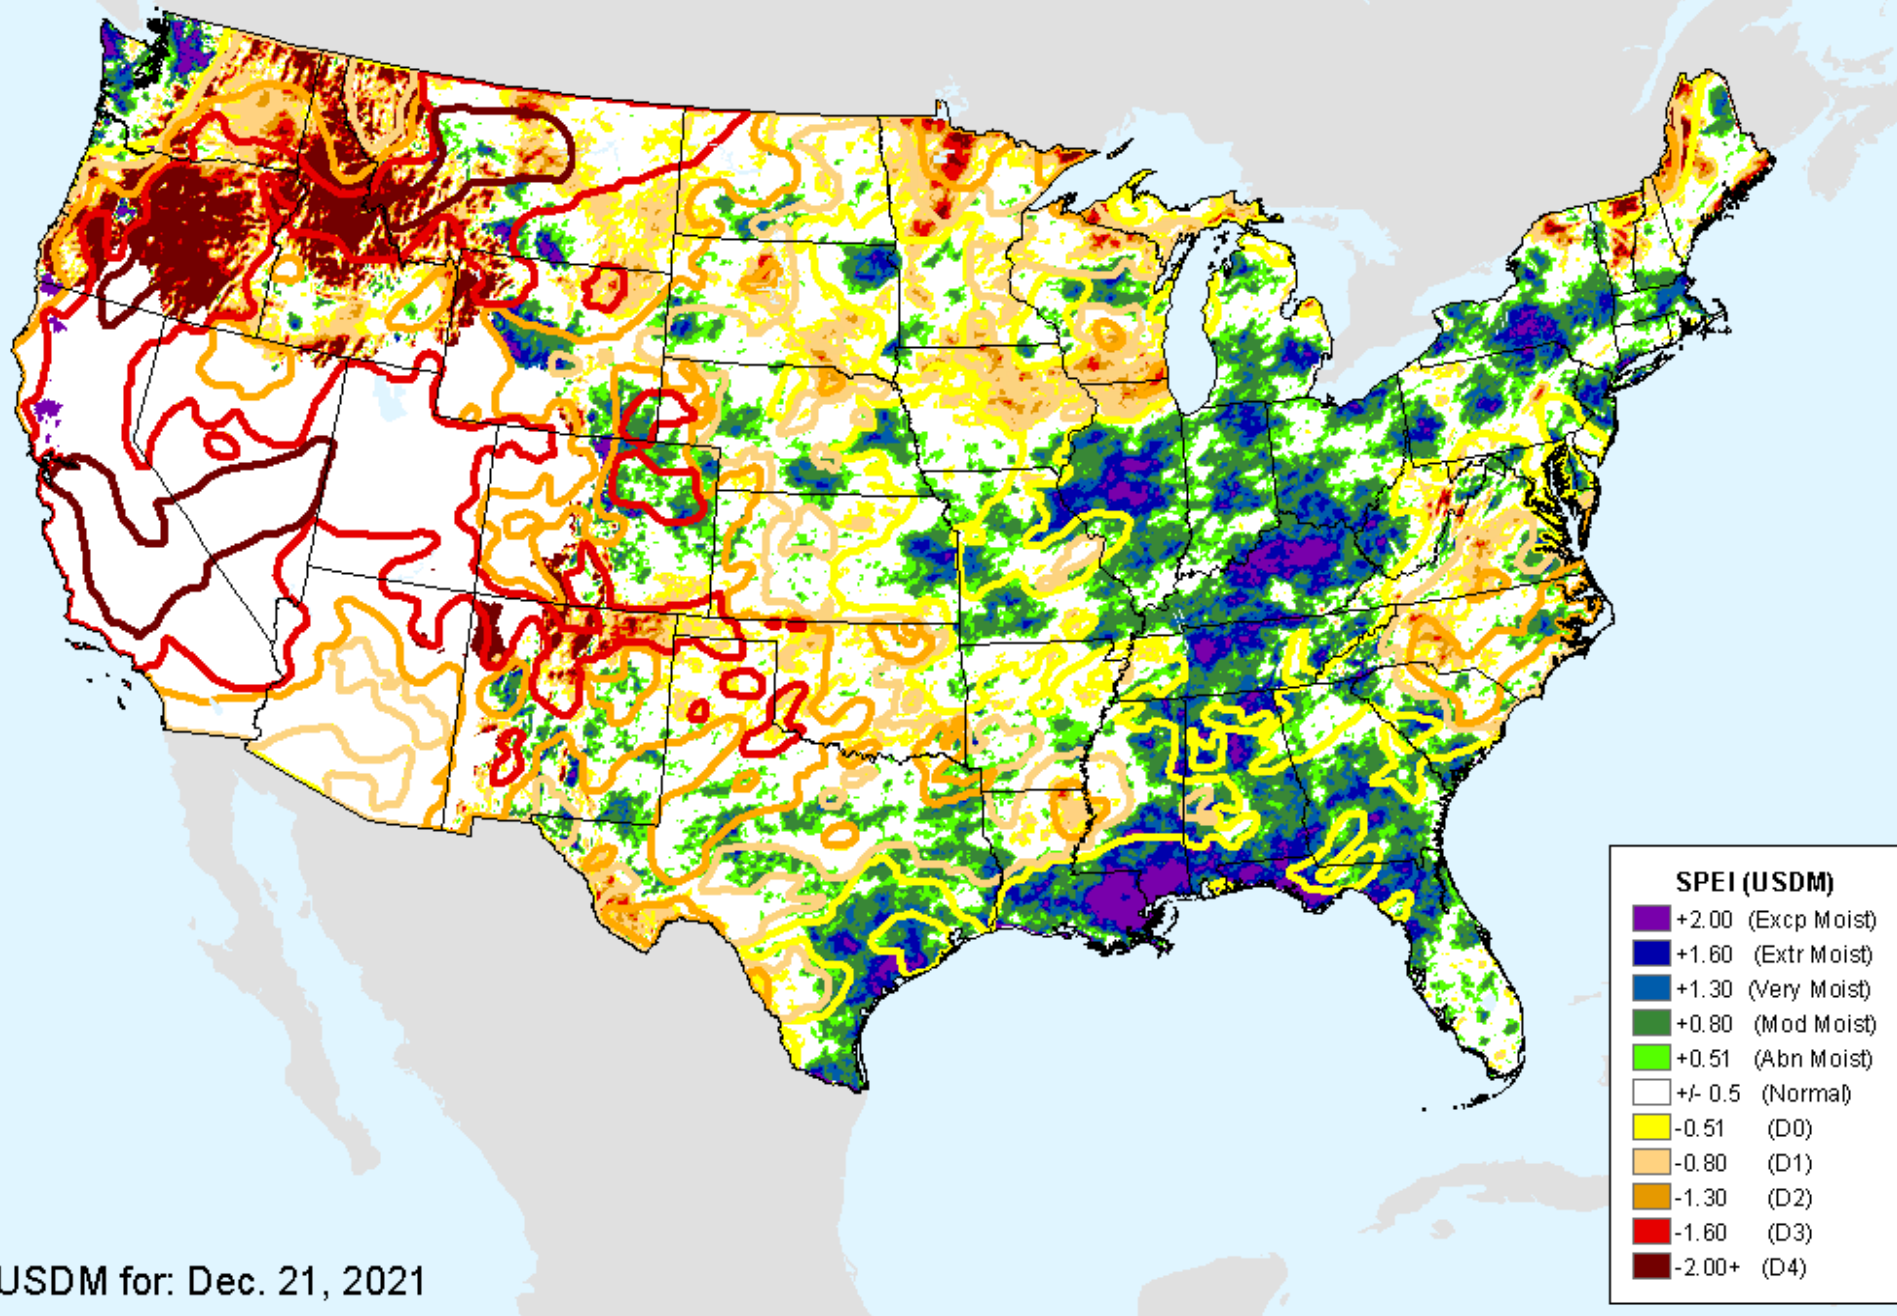 SPEI (USDM)
+2.00 (Excp Moist)
+1.60 (Extr Moist)
+1.30 (Very Moist)
+0.80 (Mod Moist)
+0.51 (Abn Moist)
+/- 0.5 (Normal)
-0.51 (D0)
-0.80 (D1)
-1.30 (D2)
-1.60 (D3)
-2.00+ (D4)
USDM for: Dec. 21, 2021